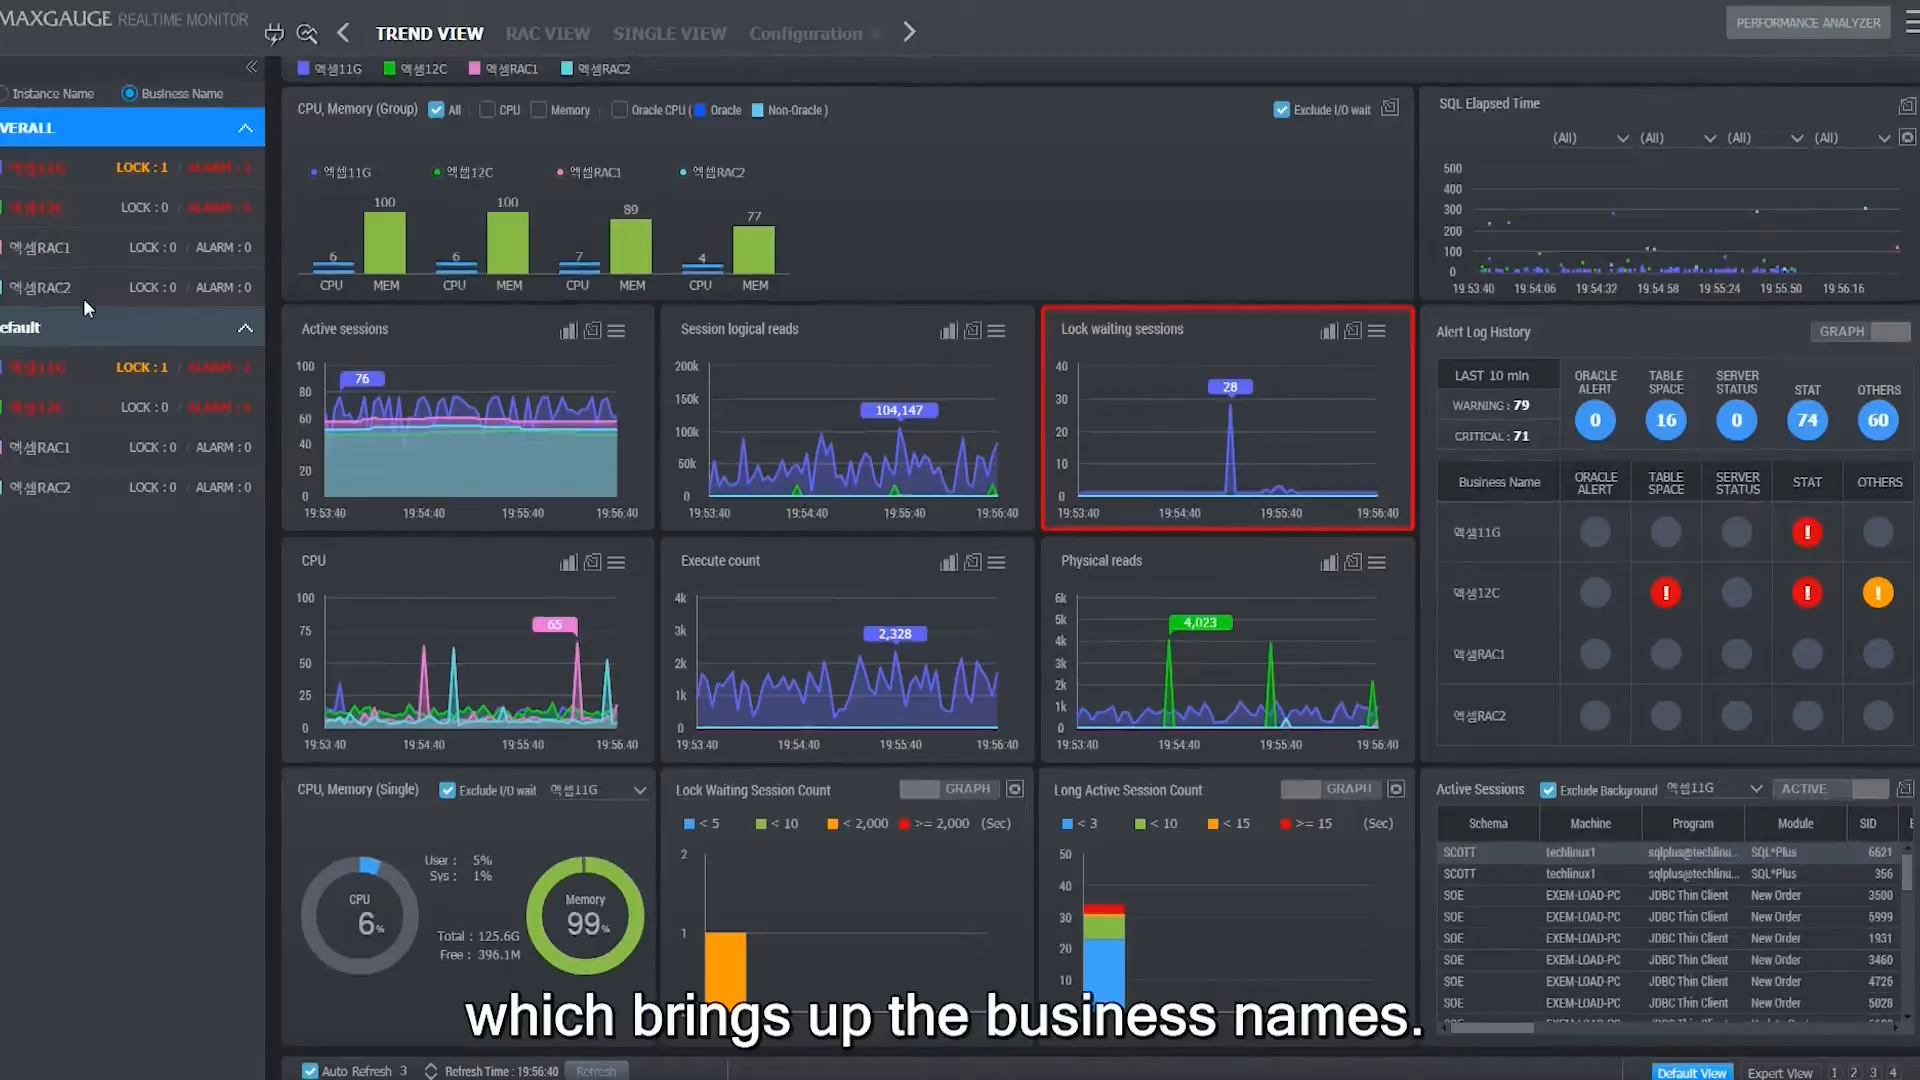 MAXGAUGE REALTIME MONITOR
TREND VIEW RAC VIEW SINGLE VIEW Configuration
PERFORMANCE ANALYZER
엑셈11G 엑셈12C 엑셈RAC1 엑셈RAC2
Instance Name Business Name
VERALL
엑셈11G LOCK : 1 / ALARM : 2
엑셈12C LOCK : 0 / ALARM : 5
엑셈RAC1 LOCK : 0 / ALARM : 0
엑셈RAC2 LOCK : 0 / ALARM : 0
efault
엑셈11G LOCK : 1 / ALARM : 2
엑셈12C LOCK : 0 / ALARM : 5
엑셈RAC1 LOCK : 0 / ALARM : 0
엑셈RAC2 LOCK : 0 / ALARM : 0
CPU, Memory (Group) All CPU Memory Oracle CPU ( Oracle Non-Oracle ) Exclude I/O wait
엑셈11G 엑셈12C 엑셈RAC1 엑셈RAC2
6 100 6 100 7 89 4 77
CPU MEM CPU MEM CPU MEM CPU MEM
SQL Elapsed Time
(All) (All) (All) (All)
500
400
300
200
100
0
19:53:40 19:54:06 19:54:32 19:54:58 19:55:24 19:55:50 19:56:16
Active sessions
100
80
60
40
20
0
76
19:53:40 19:54:40 19:55:40 19:56:40
Session logical reads
200k
150k
100k
50k
0
104,147
19:53:40 19:54:40 19:55:40 19:56:40
Lock waiting sessions
40
30
20
10
0
28
19:53:40 19:54:40 19:55:40 19:56:40
Alert Log History GRAPH
LAST 10 min ORACLE ALERT TABLE SPACE SERVER STATUS STAT OTHERS
WARNING : 79
CRITICAL : 71
0 16 0 74 60
Business Name ORACLE ALERT TABLE SPACE SERVER STATUS STAT OTHERS
엑셈11G !
엑셈12C ! ! !
엑셈RAC1
엑셈RAC2
CPU
100
75
50
25
0
65
19:53:40 19:54:40 19:55:40 19:56:40
Execute count
4k
3k
2k
1k
0
2,328
19:53:40 19:54:40 19:55:40 19:56:40
Physical reads
6k
5k
4k
3k
2k
1k
0
4,023
19:53:40 19:54:40 19:55:40 19:56:40
CPU, Memory (Single) Exclude I/O wait 엑셈11G
CPU
6%
User : 5%
Sys : 1%
Total : 125.6G
Free : 396.1M
Memory
99%
Lock Waiting Session Count GRAPH
< 5 < 10 < 2,000 >= 2,000 (Sec)
2
1
Long Active Session Count GRAPH
< 3 < 10 < 15 >= 15 (Sec)
50
40
30
20
10
Active Sessions Exclude Background 엑셈11G ACTIVE
Schema Machine Program Module SID
SCOTT techlinux1 sqlplus@techlinu... SQL*Plus 6621
SCOTT techlinux1 sqlplus@techlinu... SQL*Plus 356
SOE EXEM-LOAD-PC JDBC Thin Client New Order 3500
SOE EXEM-LOAD-PC JDBC Thin Client New Order 5999
SOE EXEM-LOAD-PC JDBC Thin Client New Order 1931
SOE EXEM-LOAD-PC JDBC Thin Client New Order 3460
SOE EXEM-LOAD-PC JDBC Thin Client New Order 4726
SOE EXEM-LOAD-PC JDBC Thin Client New Order 5028
which brings up the business names.
Auto Refresh 3 Refresh Time : 19:56:40 Refresh
Default View Expert View 1 2 3 4